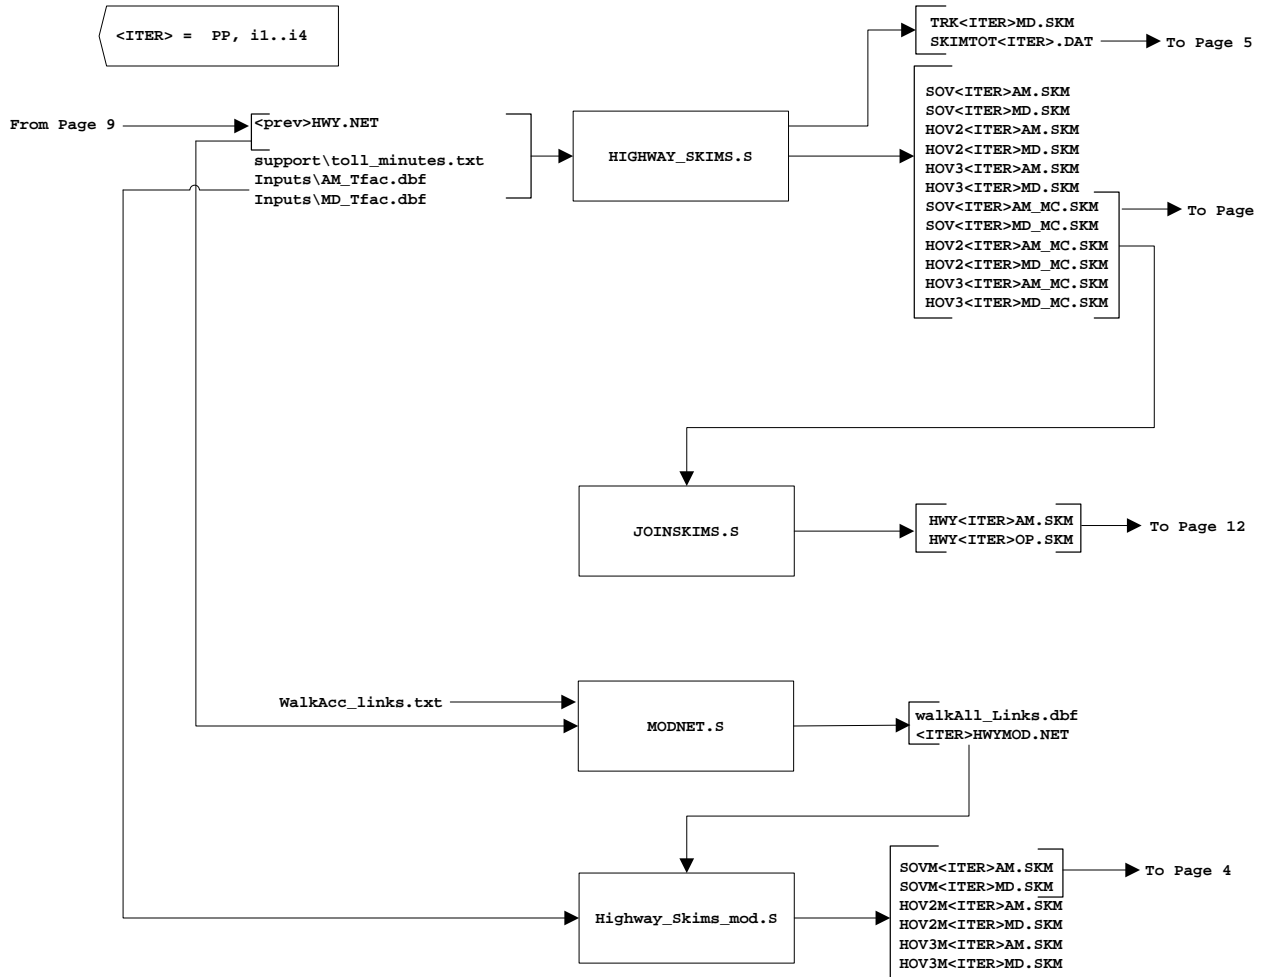 <ITER> = PP, i1..i4
TRK<ITER>MD.SKM
SKIMTOT<ITER>.DAT
To Page 5
From Page 9
<prev>HWY.NET
support\toll_minutes.txt
Inputs\AM_Tfac.dbf
Inputs\MD_Tfac.dbf
HIGHWAY_SKIMS.S
SOV<ITER>AM.SKM
SOV<ITER>MD.SKM
HOV2<ITER>AM.SKM
HOV2<ITER>MD.SKM
HOV3<ITER>AM.SKM
HOV3<ITER>MD.SKM
SOV<ITER>AM_MC.SKM
SOV<ITER>MD_MC.SKM
HOV2<ITER>AM_MC.SKM
HOV2<ITER>MD_MC.SKM
HOV3<ITER>AM_MC.SKM
HOV3<ITER>MD_MC.SKM
To Page
JOINSKIMS.S
HWY<ITER>AM.SKM
HWY<ITER>OP.SKM
To Page 12
WalkAcc_links.txt
MODNET.S
walkAll_Links.dbf
<ITER>HWYMOD.NET
Highway_Skims_mod.S
SOVM<ITER>AM.SKM
SOVM<ITER>MD.SKM
HOV2M<ITER>AM.SKM
HOV2M<ITER>MD.SKM
HOV3M<ITER>AM.SKM
HOV3M<ITER>MD.SKM
To Page 4